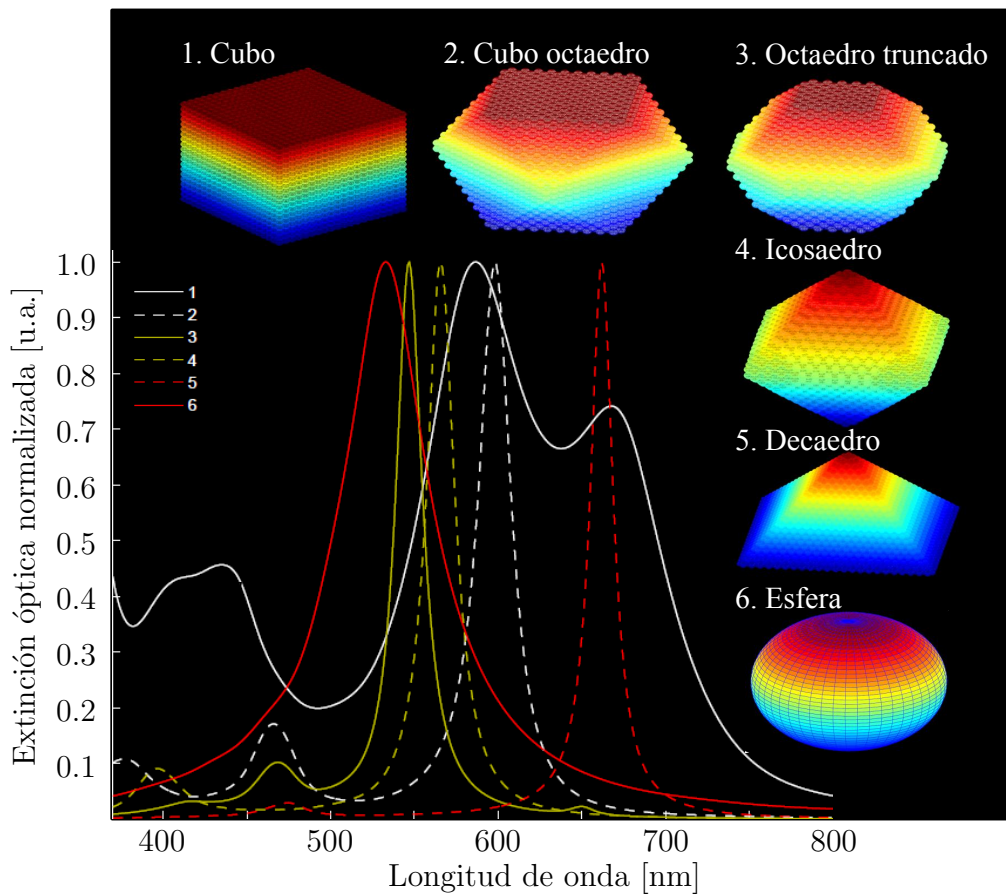 1. Cubo
2. Cubo octaedro
3. Octaedro truncado
4. Icosaedro
5. Decaedro
6. Esfera
Extinción óptica normalizada [u.a.]
1.0
0.9
0.8
0.7
0.6
0.5
0.4
0.3
0.2
0.1
1
2
3
4
5
6
400 500 600 700 800
Longitud de onda [nm]